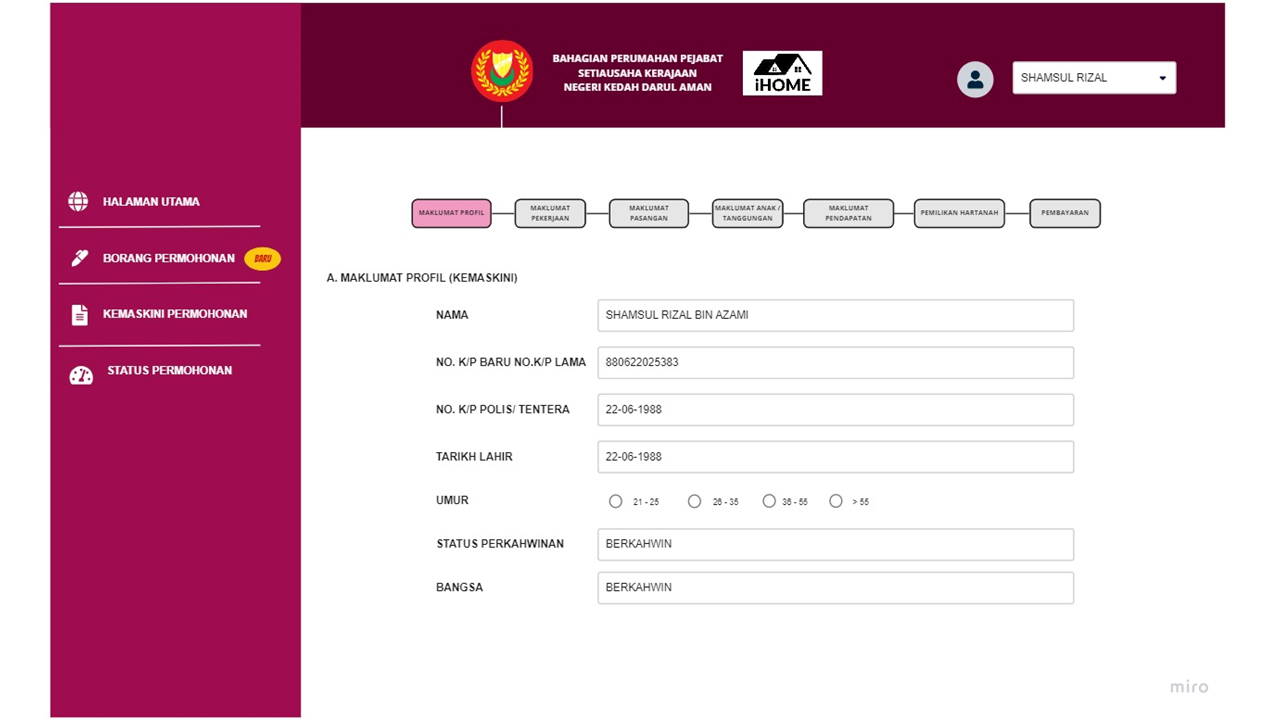 BAHAGIAN PERUMAHAN PEJABAT
SETIAUSAHA KERAJAAN
NEGERI KEDAH DARUL AMAN
iHOME
SHAMSUL RIZAL
HALAMAN UTAMA
BORANG PERMOHONAN BARU
KEMASKINI PERMOHONAN
STATUS PERMOHONAN
MAKLUMAT PROFIL
MAKLUMAT
PEKERJAAN
MAKLUMAT
PASANGAN
MAKLUMAT ANAK /
TANGGUNGAN
MAKLUMAT
PENDAPATAN
PEMILIKAN HARTANAH
PEMBAYARAN
A. MAKLUMAT PROFIL (KEMASKINI)
NAMA SHAMSUL RIZAL BIN AZAMI
NO. K/P BARU NO.K/P LAMA 880622025383
NO. K/P POLIS/ TENTERA 22-06-1988
TARIKH LAHIR 22-06-1988
UMUR 21 - 25 26 - 35 36 - 55 > 55
STATUS PERKAHWINAN BERKAHWIN
BANGSA BERKAHWIN
miro